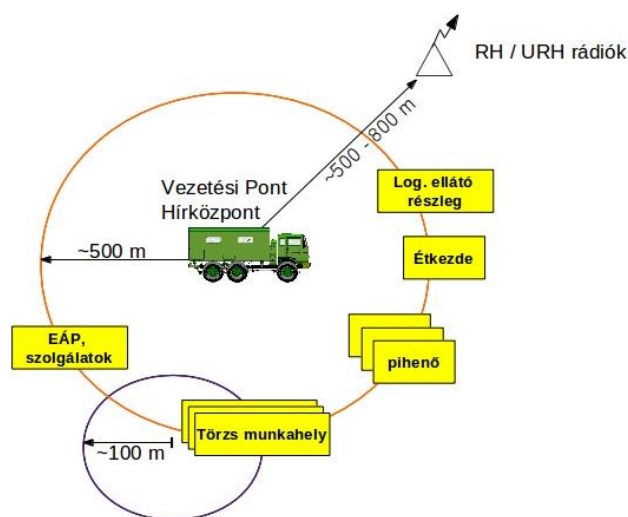 RH / URH rádiók
~500 - 800 m
Vezetési Pont
Hírközpont
Log. ellátó
részleg
~500 m
Étkezde
EÁP,
szolgálatok
pihenő
Törzs munkahely
~100 m